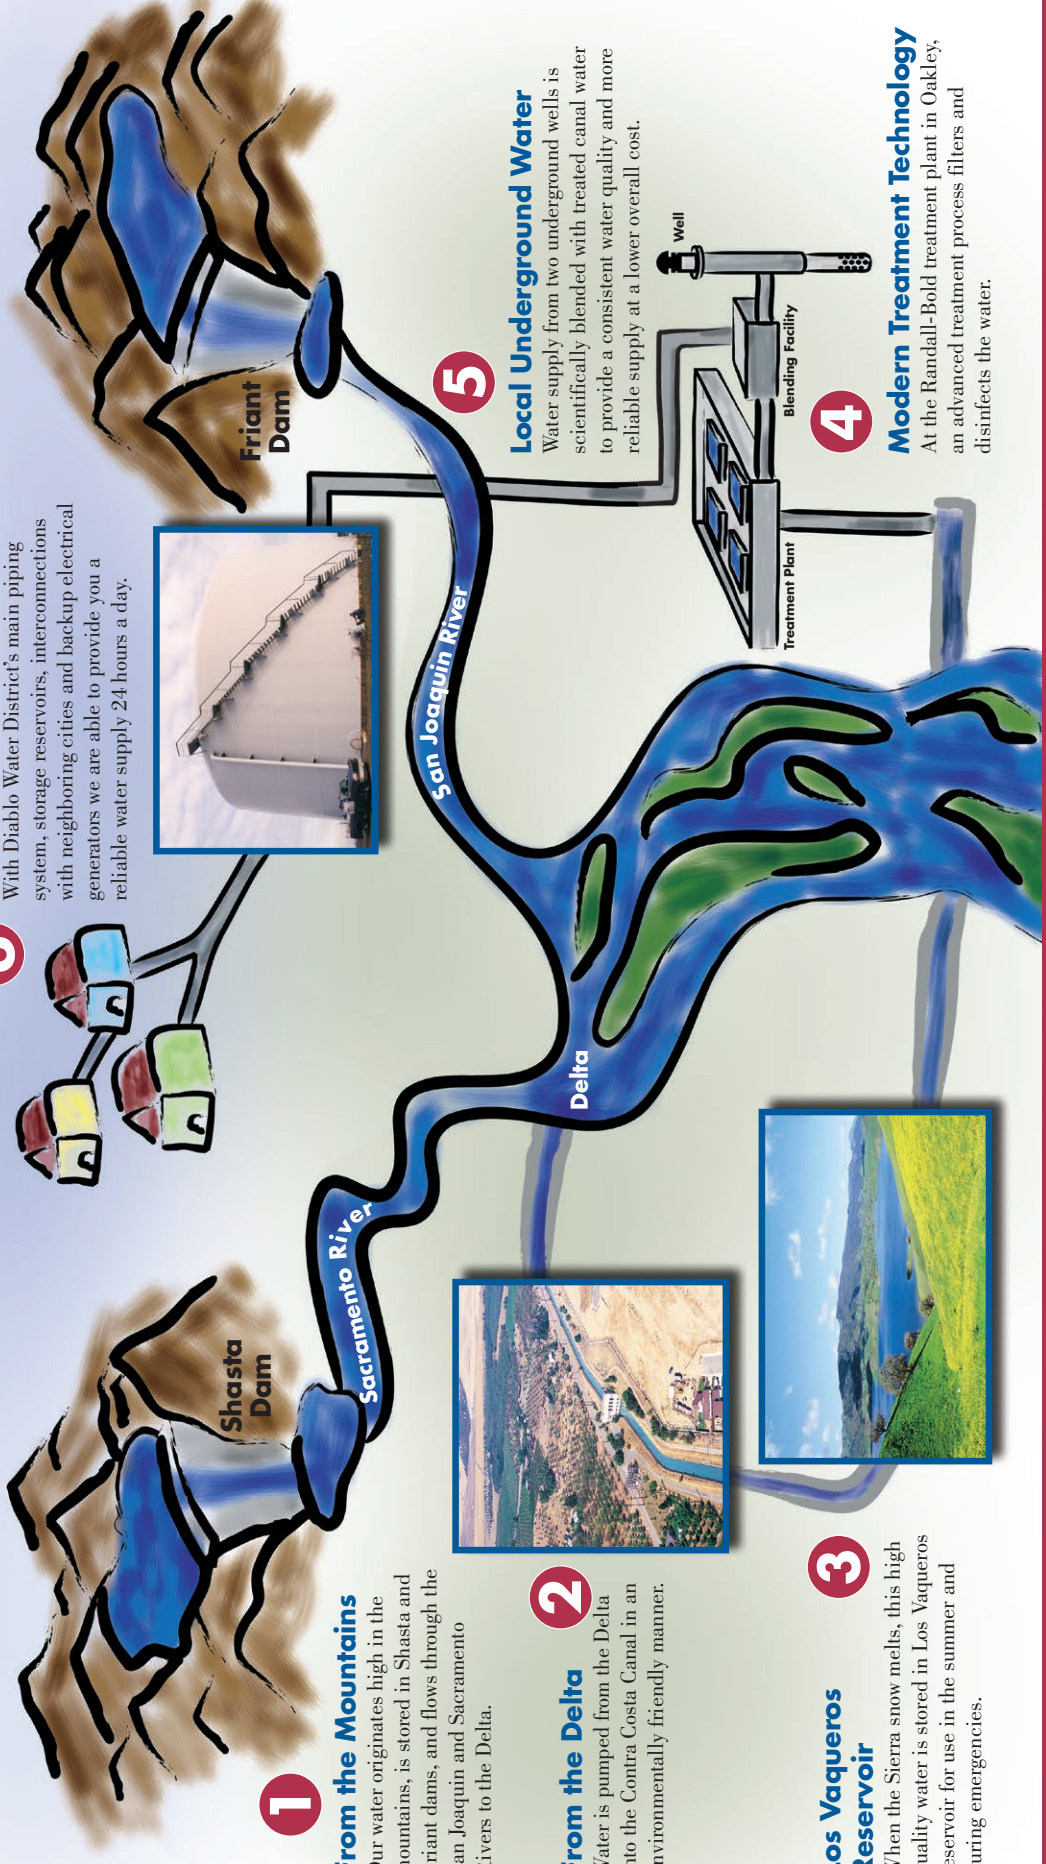 1
rom the Mountains
ur water originates high in the
ountains, is stored in Shasta and
riant dams, and flows through the
an Joaquin and Sacramento
ivers to the Delta.
2
rom the Delta
ater is pumped from the Delta
nto the Contra Costa Canal in an
nvironmentally friendly manner.
3
os Vaqueros
Reservoir
hen the Sierra snow melts, this high
uality water is stored in Los Vaqueros
eservoir for use in the summer and
uring emergencies.
4
Modern Treatment Technology
At the Randall-Bold treatment plant in Oakley,
an advanced treatment process filters and
disinfects the water.
5
Local Underground Water
Water supply from two underground wells is
scientifically blended with treated canal water
to provide a consistent water quality and more
reliable supply at a lower overall cost.
With Diablo Water District's main piping
system, storage reservoirs, interconnections
with neighboring cities and backup electrical
generators we are able to provide you a
reliable water supply 24 hours a day.
Shasta
Dam
Friant
Dam
Sacramento River
San Joaquin River
Delta
Treatment Plant
Blending Facility
Well